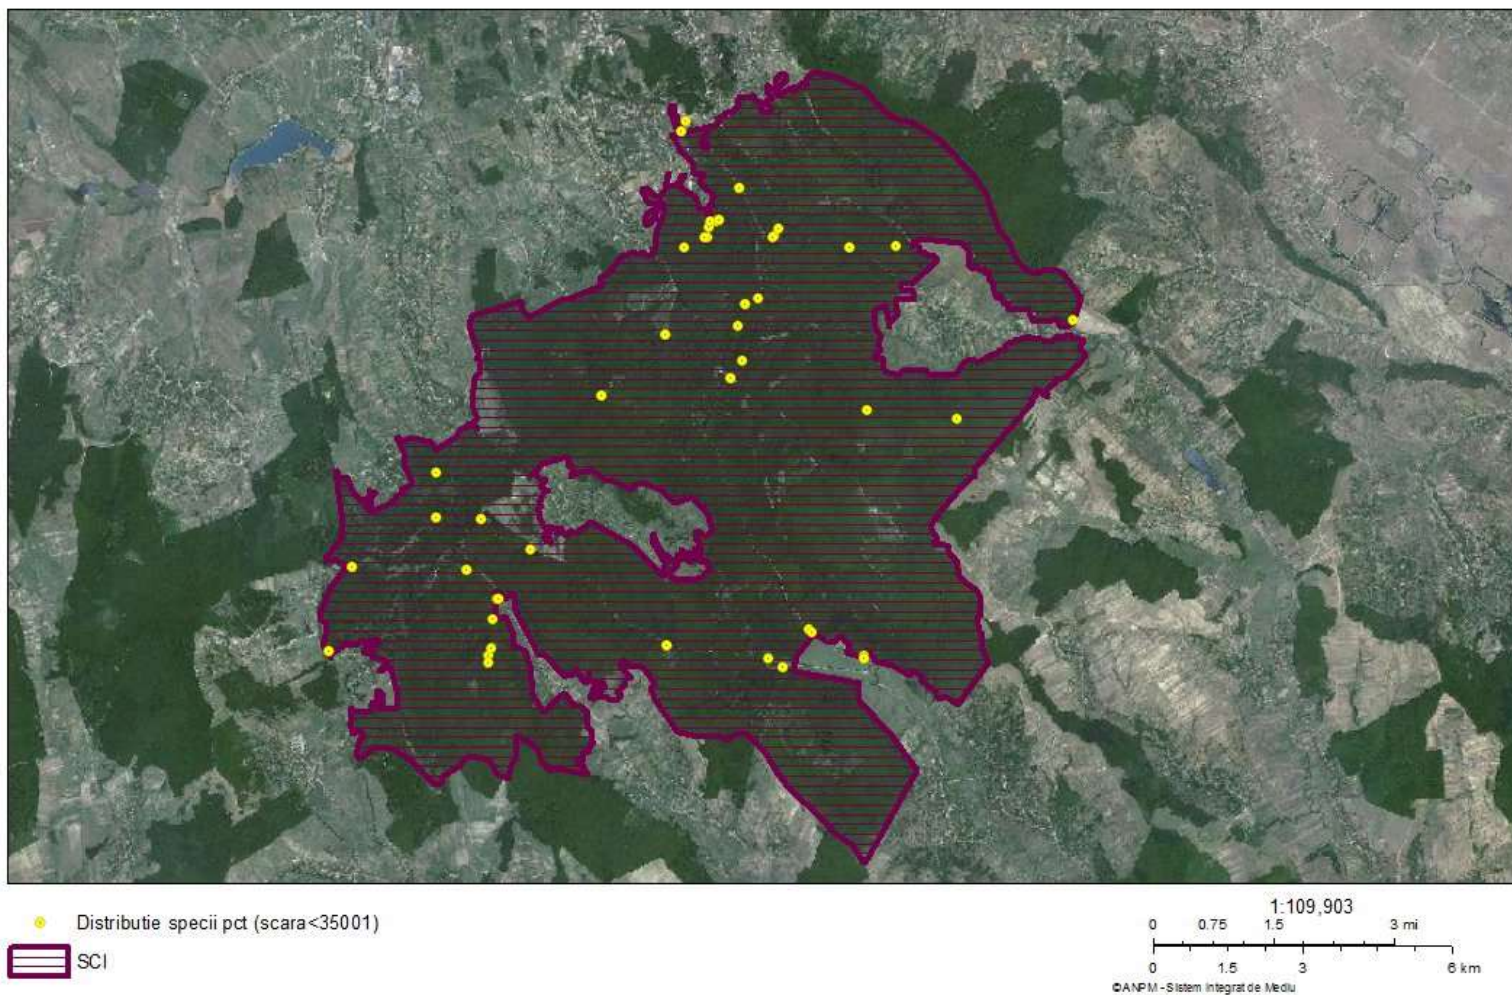 Distributie specii pct (scara<35001)
SCI
1:109,903
0 0.75 1.5 3 mi
0 1.5 3 6 km
©ANPM - Sistem Integrat de Mediu